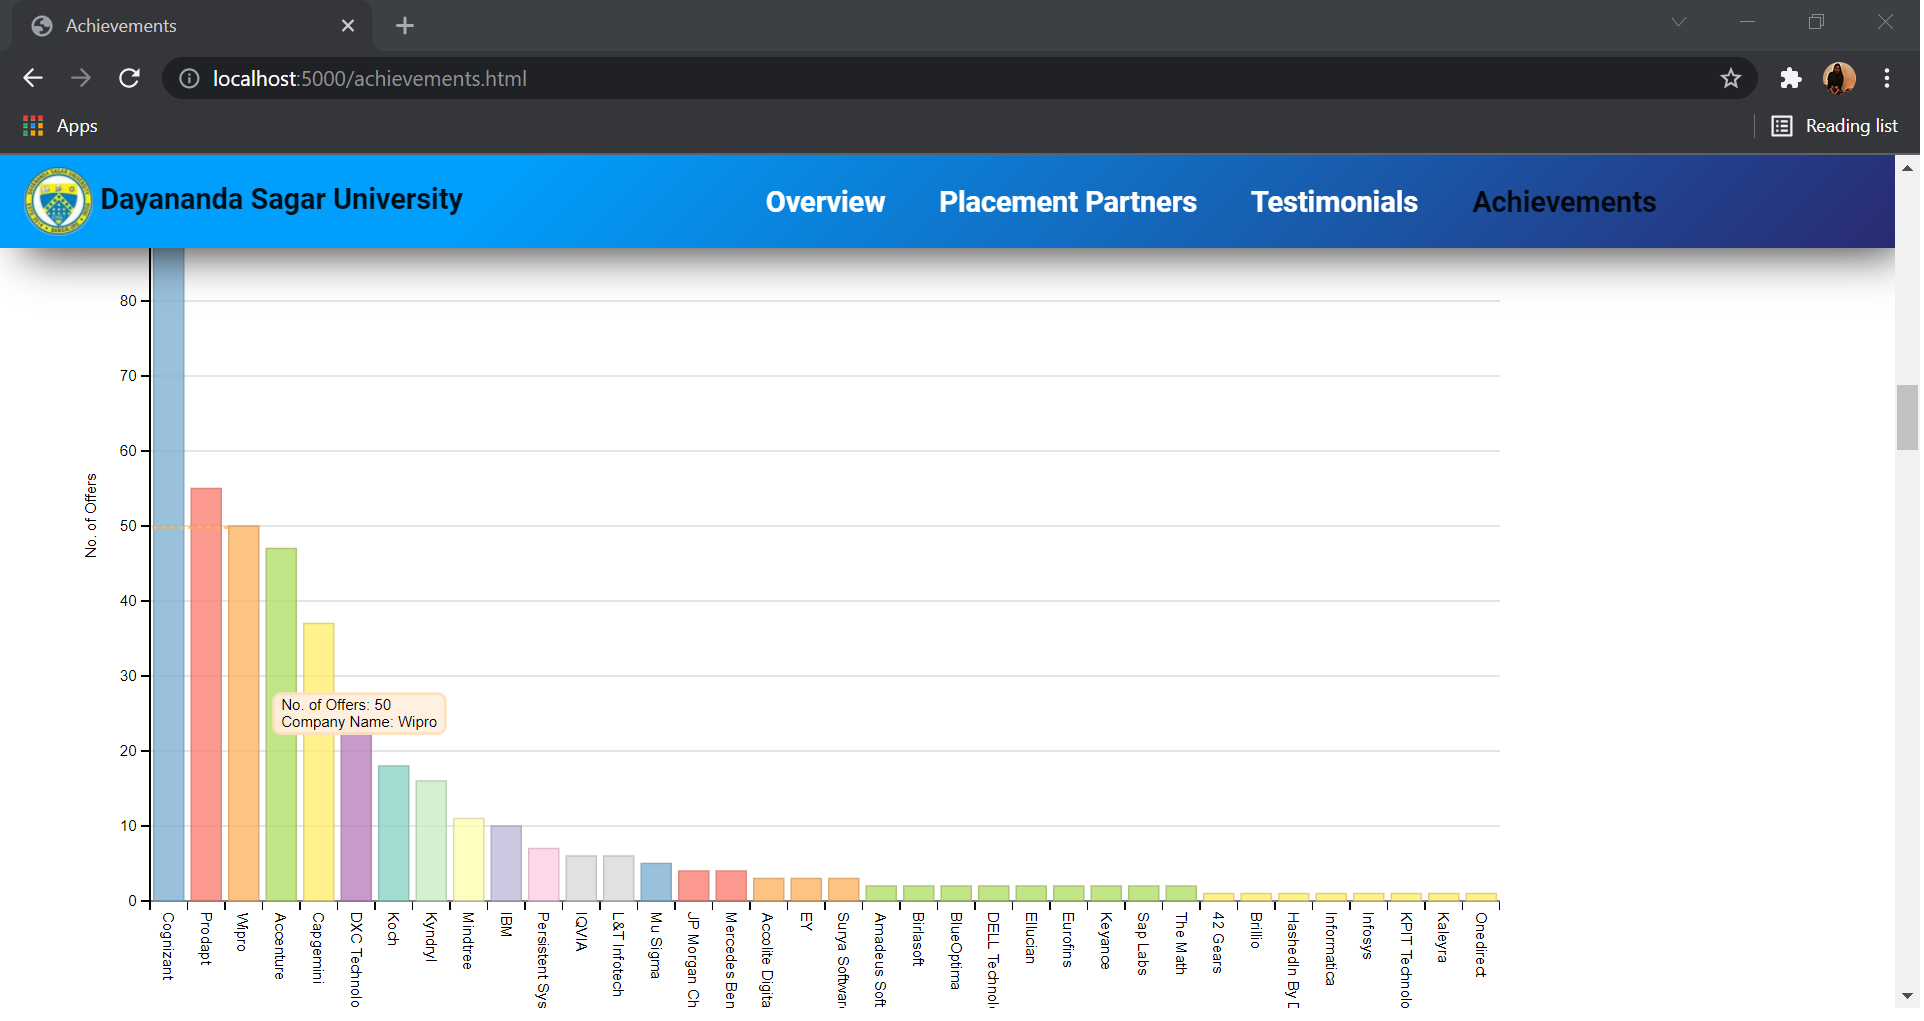 Achievements
localhost:5000/achievements.html
Apps
Reading list
Dayananda Sagar University
Overview
Placement Partners
Testimonials
Achievements
80
70
60
50
40
30
20
10
0
No. of Offers
No. of Offers: 50
Company Name: Wipro
Cognizant
Prodapt
Wipro
Accenture
Capgemini
DXC Technolo
Koch
Kyndryl
Mindtree
IBM
Persistent Sys
IQVIA
L&T Infotech
Mu Sigma
JP Morgan Ch
Mercedes Ben
Accolite Digita
EY
Surya Softwar
Amadeus Soft
Birlasoft
BlueOptima
DELL Technol
Ellucian
Eurofins
Keyance
Sap Labs
The Math
42 Gears
Brillio
HashedIn By D
Informatica
Infosys
KPIT Technolo
Kaleyra
Onedirect